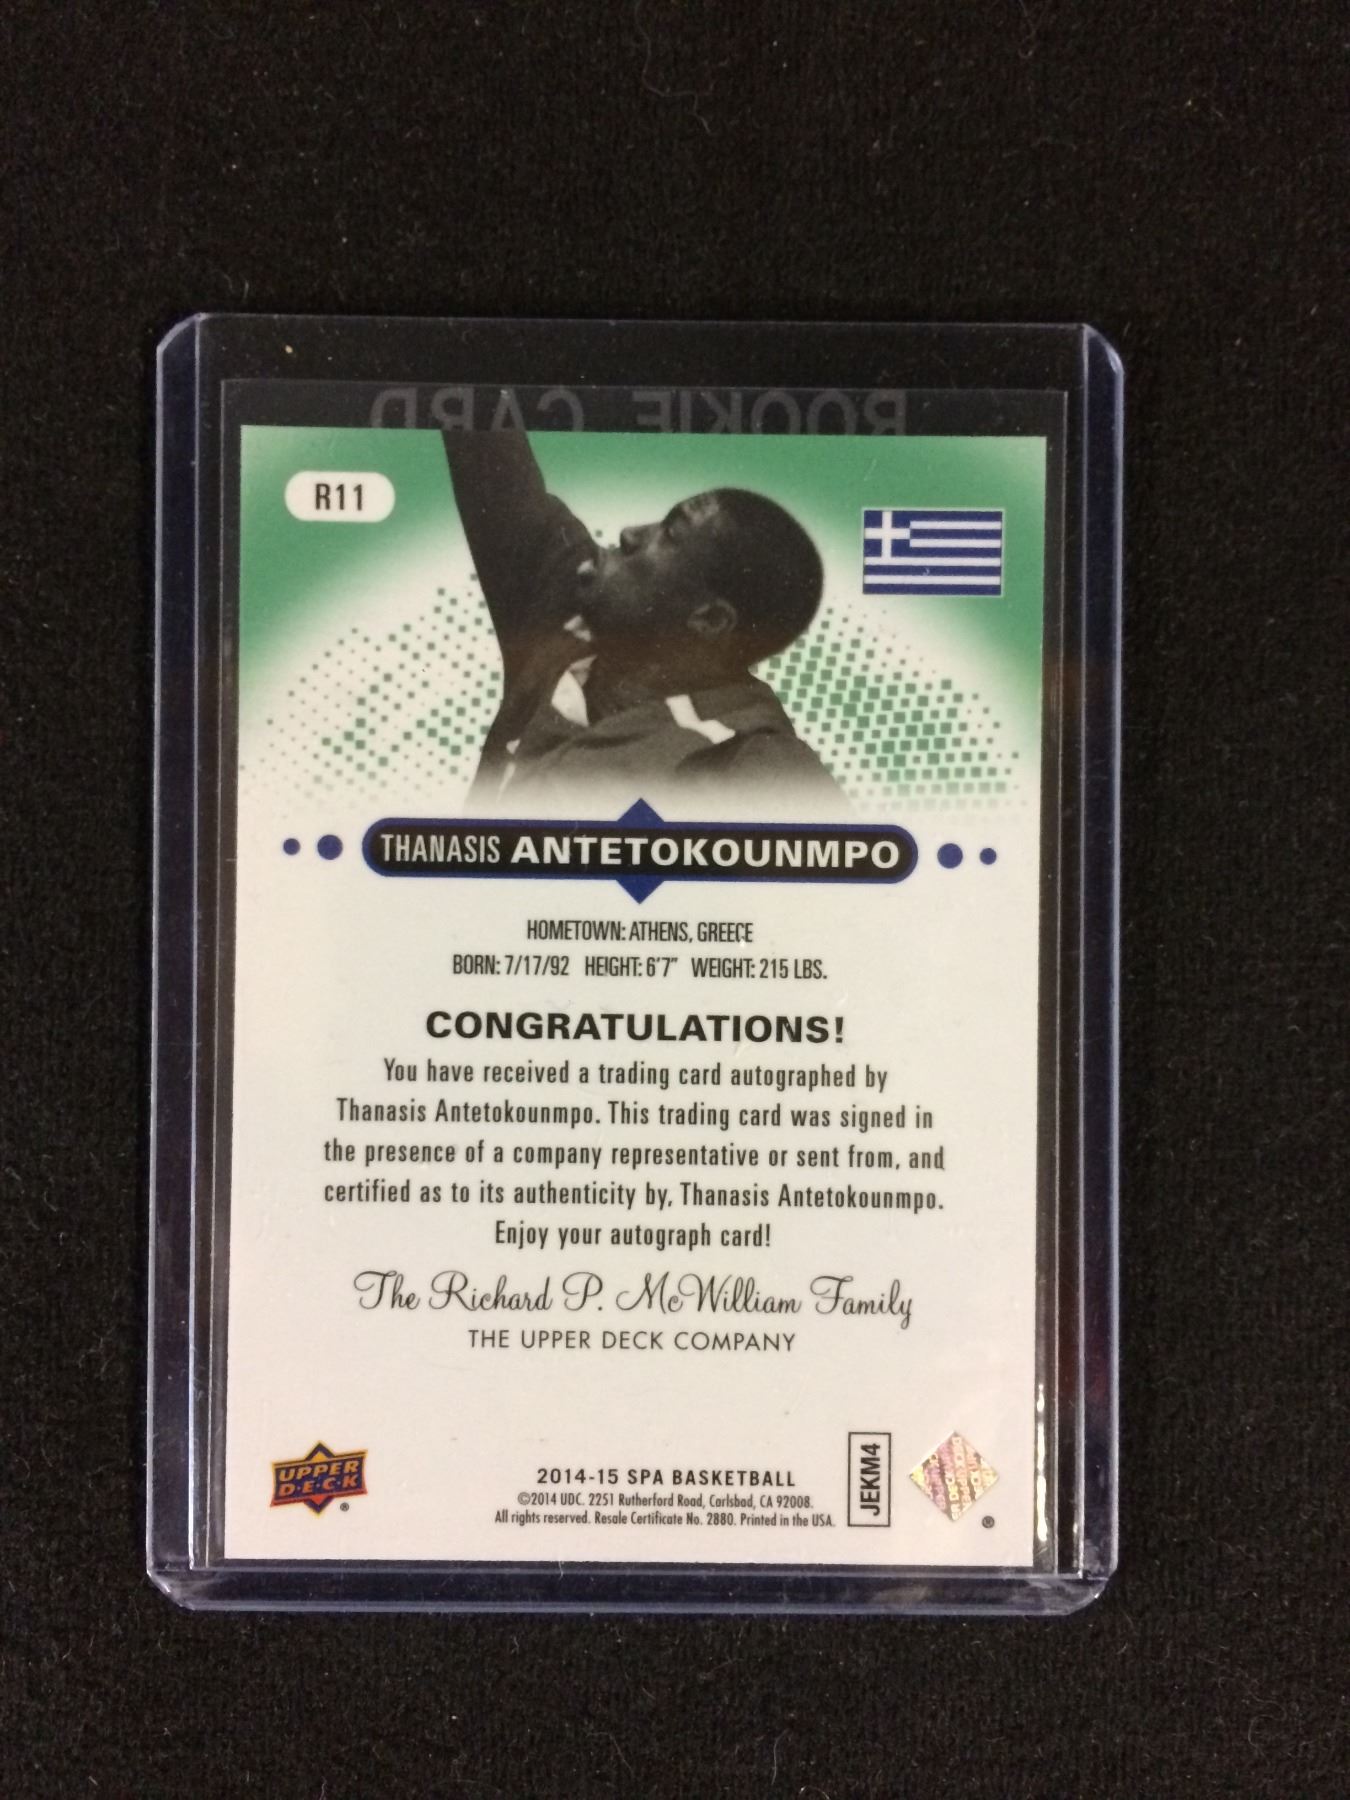 ROOKIE CARD
R11
THANASIS ANTETOKOUNMPO
HOMETOWN: ATHENS, GREECE
BORN: 7/17/92 HEIGHT: 6'7" WEIGHT: 215 LBS.
CONGRATULATIONS!
You have received a trading card autographed by
Thanasis Antetokounmpo. This trading card was signed in
the presence of a company representative or sent from, and
certified as to its authenticity by, Thanasis Antetokounmpo.
Enjoy your autograph card!
The Richard P. McWilliam Family
THE UPPER DECK COMPANY
UPPER
DECK
®
2014-15 SPA BASKETBALL
©2014 UDC. 2251 Rutherford Road, Carlsbad, CA 92008.
All rights reserved. Resale Certificate No. 2880. Printed in the USA.
JEKM4
®